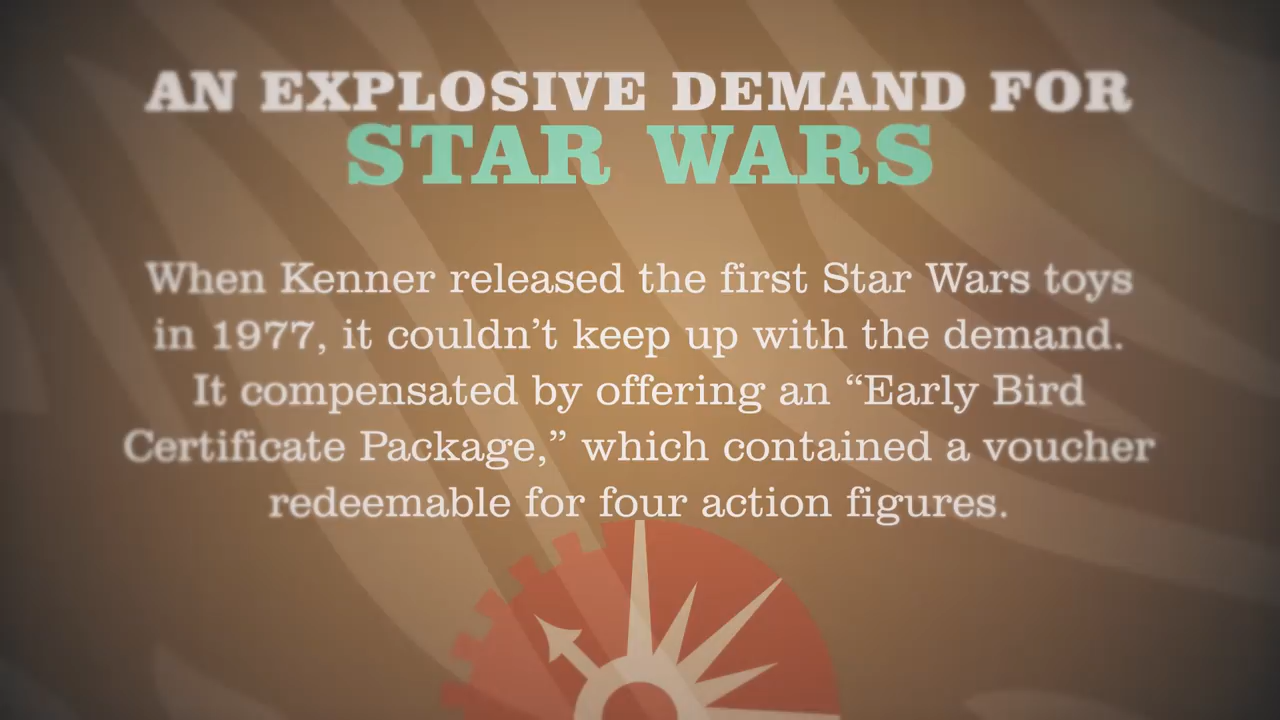 AN EXPLOSIVE DEMAND FOR
STAR WARS
When Kenner released the first Star Wars toys
in 1977, it couldn’t keep up with the demand.
It compensated by offering an “Early Bird
Certificate Package,” which contained a voucher
redeemable for four action figures.